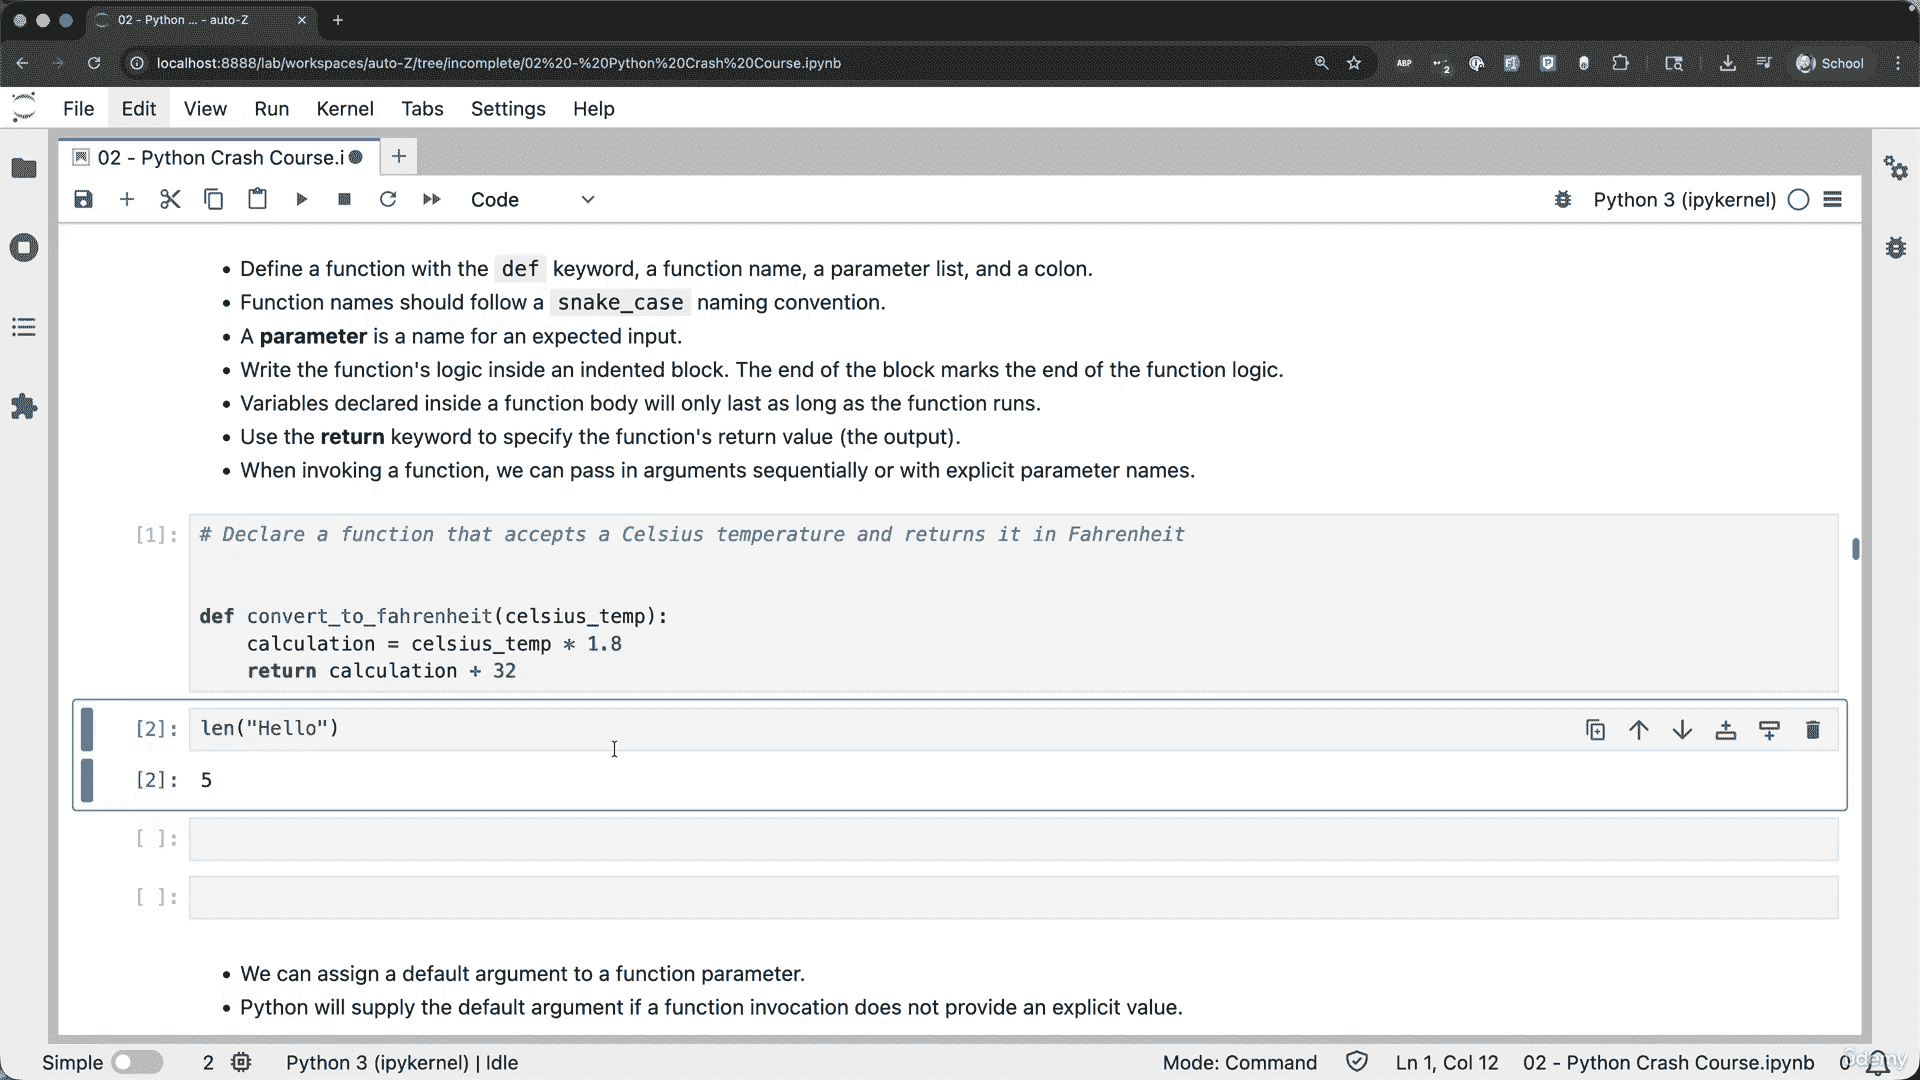 02 - Python ... - auto-Z
localhost:8888/lab/workspaces/auto-Z/tree/incomplete/02%20-%20Python%20Crash%20Course.ipynb
ABP
2
School
File Edit View Run Kernel Tabs Settings Help
02 - Python Crash Course.i
Code
Python 3 (ipykernel)
• Define a function with the def keyword, a function name, a parameter list, and a colon.
• Function names should follow a snake_case naming convention.
• A parameter is a name for an expected input.
• Write the function's logic inside an indented block. The end of the block marks the end of the function logic.
• Variables declared inside a function body will only last as long as the function runs.
• Use the return keyword to specify the function's return value (the output).
• When invoking a function, we can pass in arguments sequentially or with explicit parameter names.
[1]: # Declare a function that accepts a Celsius temperature and returns it in Fahrenheit
def convert_to_fahrenheit(celsius_temp):
    calculation = celsius_temp * 1.8
    return calculation + 32
[2]: len("Hello")
[2]: 5
[ ]:
[ ]:
• We can assign a default argument to a function parameter.
• Python will supply the default argument if a function invocation does not provide an explicit value.
Simple 2 Python 3 (ipykernel) | Idle Mode: Command Ln 1, Col 12 02 - Python Crash Course.ipynb 0
Udemy